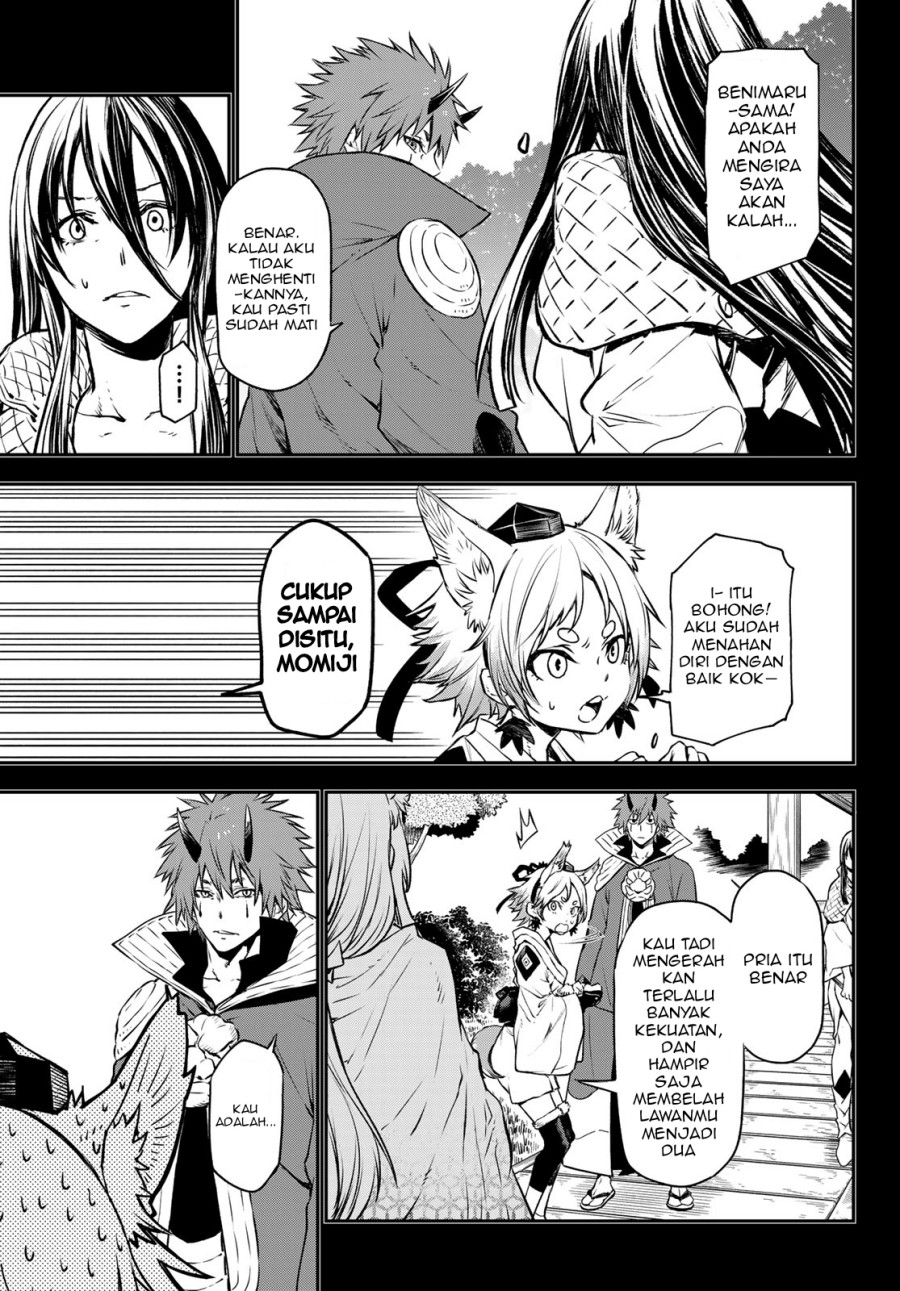 BENIMARU
-SAMA!
APAKAH
ANDA
MENGIRA
SAYA
AKAN
KALAH...
BENAR.
KALAU AKU
TIDAK
MENGHENTI
-KANNYA,
KAU PASTI
SUDAH MATI
...!
I- ITU
BOHONG!
AKU SUDAH
MENAHAN
DIRI DENGAN
BAIK KOK—
CUKUP
SAMPAI
DISITU,
MOMIJI
PRIA ITU
BENAR
KAU TADI
MENGERAH
KAN
TERLALU
BANYAK
KEKUATAN,
DAN
HAMPIR
SAJA
MEMBELAH
LAWANMU
MENJADI
DUA
KAU
ADALAH...